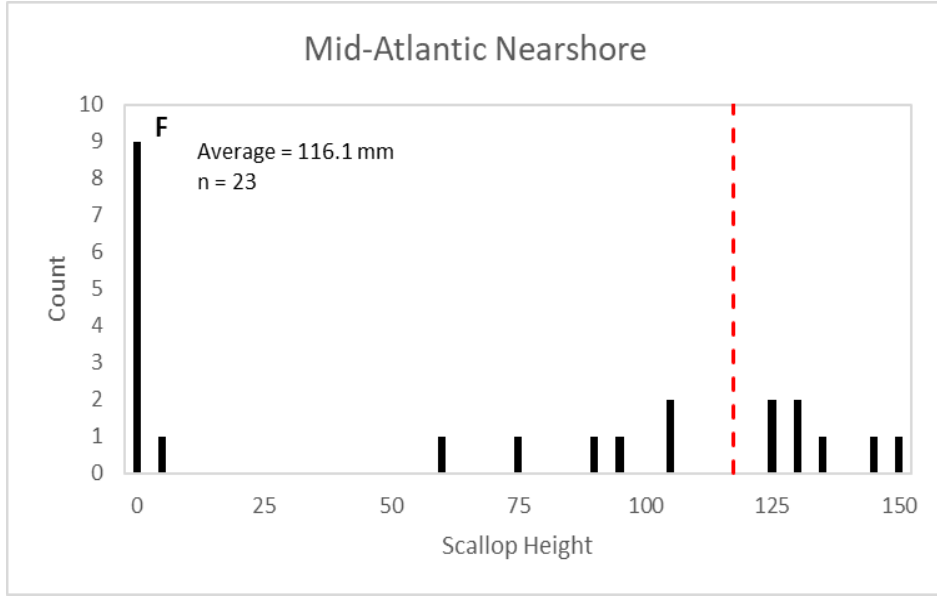 Mid-Atlantic Nearshore
F
Average = 116.1 mm
n = 23
Count
10
9
8
7
6
5
4
3
2
1
0
0 25 50 75 100 125 150
Scallop Height